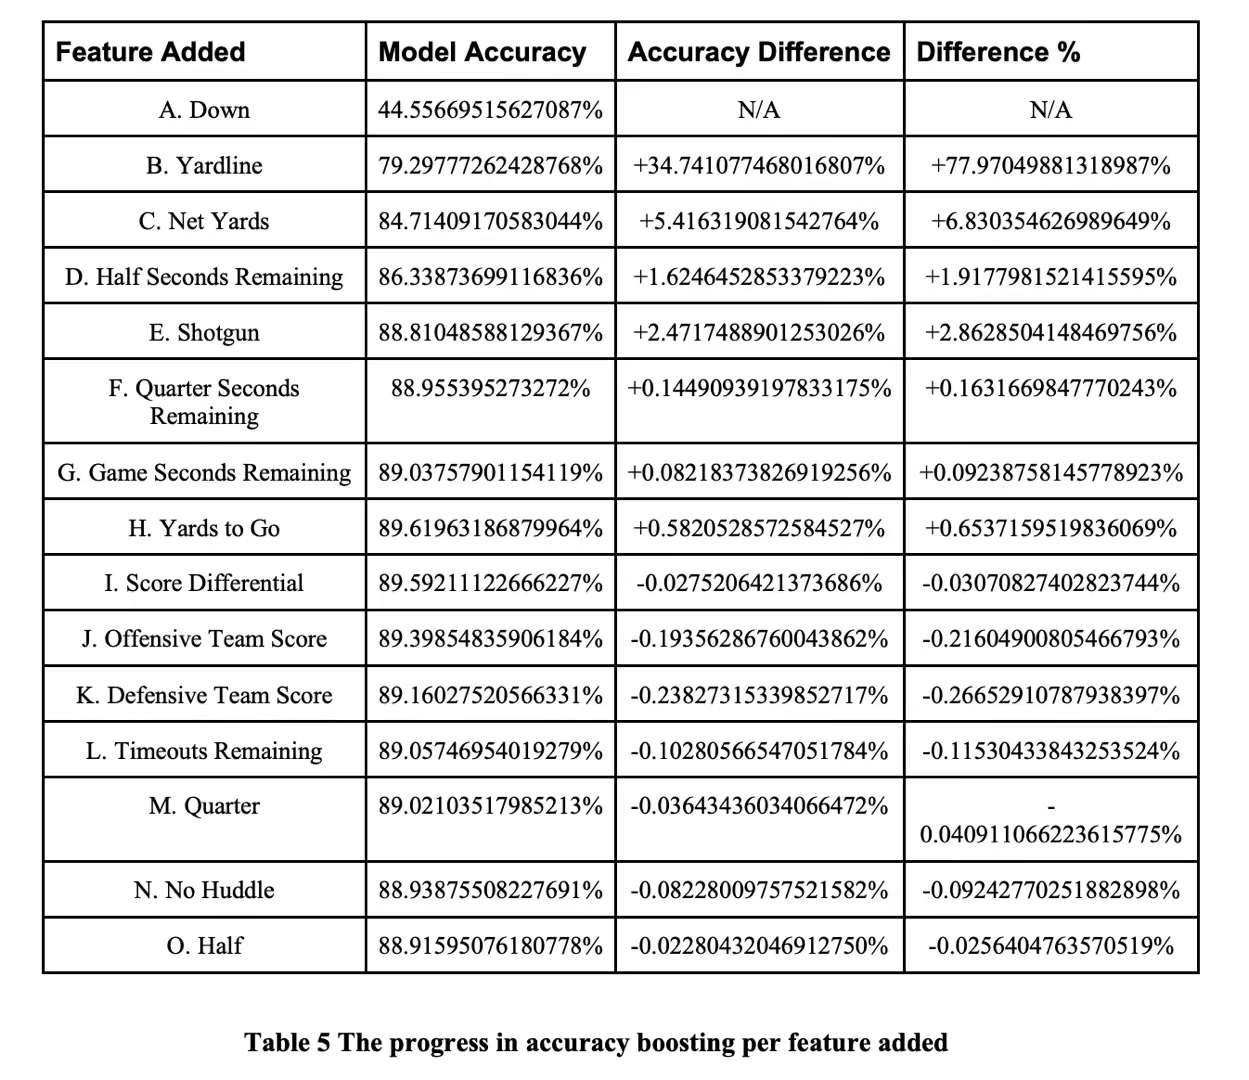 Feature Added Model Accuracy Accuracy Difference Difference %
A. Down 44.55669515627087% N/A N/A
B. Yardline 79.29777262428768% +34.741077468016807% +77.97049881318987%
C. Net Yards 84.71409170583044% +5.416319081542764% +6.830354626989649%
D. Half Seconds Remaining 86.33873699116836% +1.6246452853379223% +1.9177981521415595%
E. Shotgun 88.81048588129367% +2.4717488901253026% +2.8628504148469756%
F. Quarter Seconds 88.955395273272% +0.14490939197833175% +0.1631669847770243%
Remaining
G. Game Seconds Remaining 89.03757901154119% +0.08218373826919256% +0.09238758145778923%
H. Yards to Go 89.61963186879964% +0.5820528572584527% +0.6537159519836069%
I. Score Differential 89.59211122666227% -0.0275206421373686% -0.03070827402823744%
J. Offensive Team Score 89.39854835906184% -0.19356286760043862% -0.21604900805466793%
K. Defensive Team Score 89.16027520566331% -0.23827315339852717% -0.26652910787938397%
L. Timeouts Remaining 89.05746954019279% -0.10280566547051784% -0.11530433843253524%
M. Quarter 89.02103517985213% -0.03643436034066472% -
0.040911066223615775%
N. No Huddle 88.93875508227691% -0.08228009757521582% -0.09242770251882898%
O. Half 88.91595076180778% -0.02280432046912750% -0.0256404763570519%
Table 5 The progress in accuracy boosting per feature added